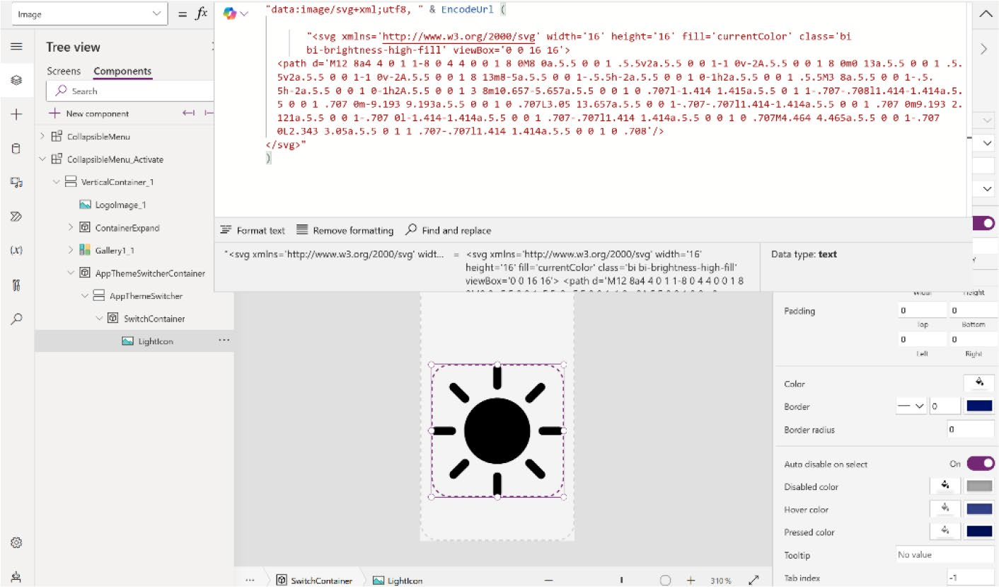 Image
= fx
"data:image/svg+xml;utf8, " & EncodeUrl (
"<svg xmlns='http://www.w3.org/2000/svg' width='16' height='16' fill='currentColor' class='bi
bi-brightness-high-fill' viewBox='0 0 16 16'>
<path d='M12 8a4 4 0 1 1-8 0 4 4 0 0 1 8 0M8 0a.5.5 0 0 1 .5.5v2a.5.5 0 0 1-1 0v-2A.5.5 0 0 1 8 0m0 13a.5.5 0 0 1 .5.
5v2a.5.5 0 0 1-1 0v-2A.5.5 0 0 1 8 13m8-5a.5.5 0 0 1-.5.5h-2a.5.5 0 0 1 0-1h2a.5.5 0 0 1 .5.5M3 8a.5.5 0 0 1-.5.
5h-2a.5.5 0 0 1 0-1h2A.5.5 0 0 1 3 8m10.657-5.657a.5.5 0 0 1 0 .707l-1.414 1.415a.5.5 0 1 1-.707-.708l1.414-1.414a.5.
5 0 0 1 .707 0m-9.193 9.193a.5.5 0 0 1 0 .707L3.05 13.657a.5.5 0 0 1-.707-.707l1.414-1.414a.5.5 0 0 1 .707 0m9.193 2.
121a.5.5 0 0 1-.707 0l-1.414-1.414a.5.5 0 0 1 .707-.707l1.414 1.414a.5.5 0 0 1 0 .707M4.464 4.465a.5.5 0 0 1-.707
0L2.343 3.05a.5.5 0 1 1 .707-.707l1.414 1.414a.5.5 0 0 1 0 .708'/>
</svg>"
)
Tree view
Screens Components
Search
New component
CollapsibleMenu
CollapsibleMenu_Activate
VerticalContainer_1
LogoImage_1
ContainerExpand
Gallery1_1
AppThemeSwitcherContainer
AppThemeSwitcher
SwitchContainer
LightIcon
Format text Remove formatting Find and replace
"<svg xmlns='http://www.w3.org/2000/svg' widt... = <svg xmlns='http://www.w3.org/2000/svg' width='16'
height='16' fill='currentColor' class='bi bi-brightness-high-fill'
viewBox='0 0 16 16'> <path d='M12 8a4 4 0 1 1-8 0 4 4 0 0 1 8
Data type: text
Width Height
Padding 0 0
Top Bottom
0 0
Left Right
Color
Border 0
Border radius 0
Auto disable on select On
Disabled color
Hover color
Pressed color
Tooltip No value
Tab index -1
... SwitchContainer LightIcon
310 %